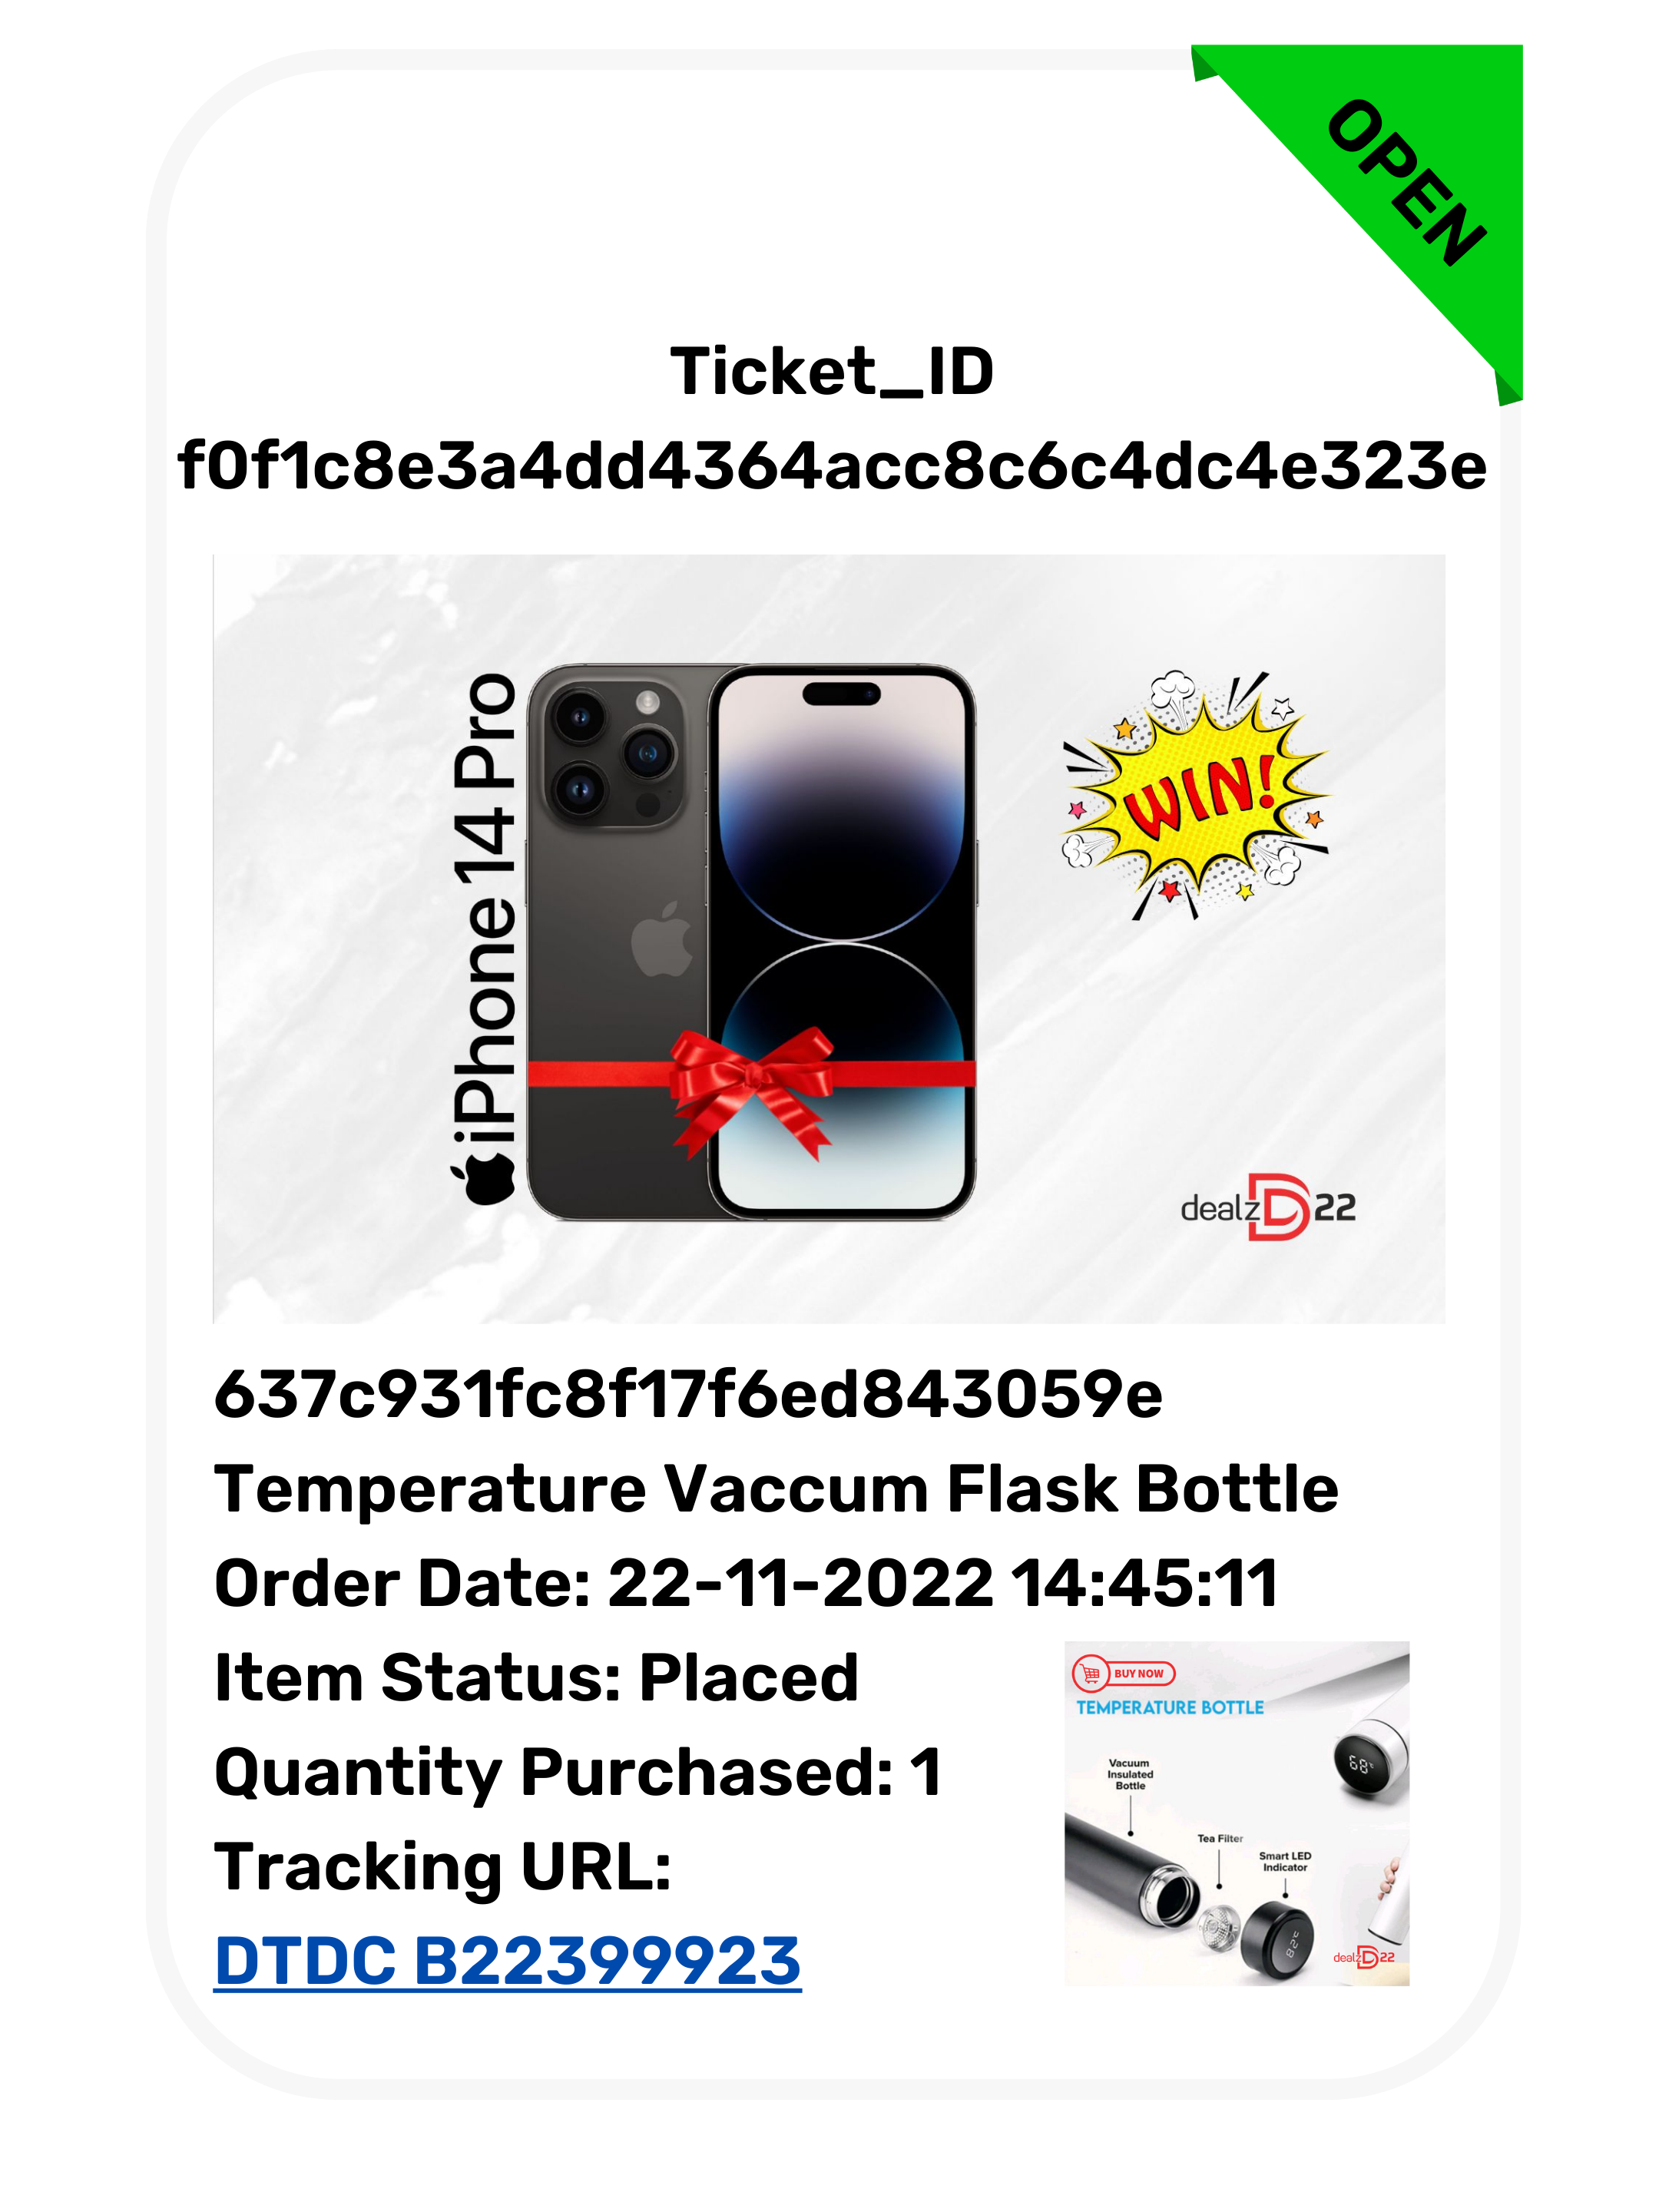 OPEN
Ticket_ID
f0f1c8e3a4dd4364acc8c6c4dc4e323e
iPhone 14 Pro
WIN!
dealz D 22
637c931fc8f17f6ed843059e
Temperature Vaccum Flask Bottle
Order Date: 22-11-2022 14:45:11
Item Status: Placed
Quantity Purchased: 1
Tracking URL:
DTDC B22399923
BUY NOW
TEMPERATURE BOTTLE
68°
Vacuum
Insulated
Bottle
Tea Filter
Smart LED
Indicator
82°C
dealz D 22